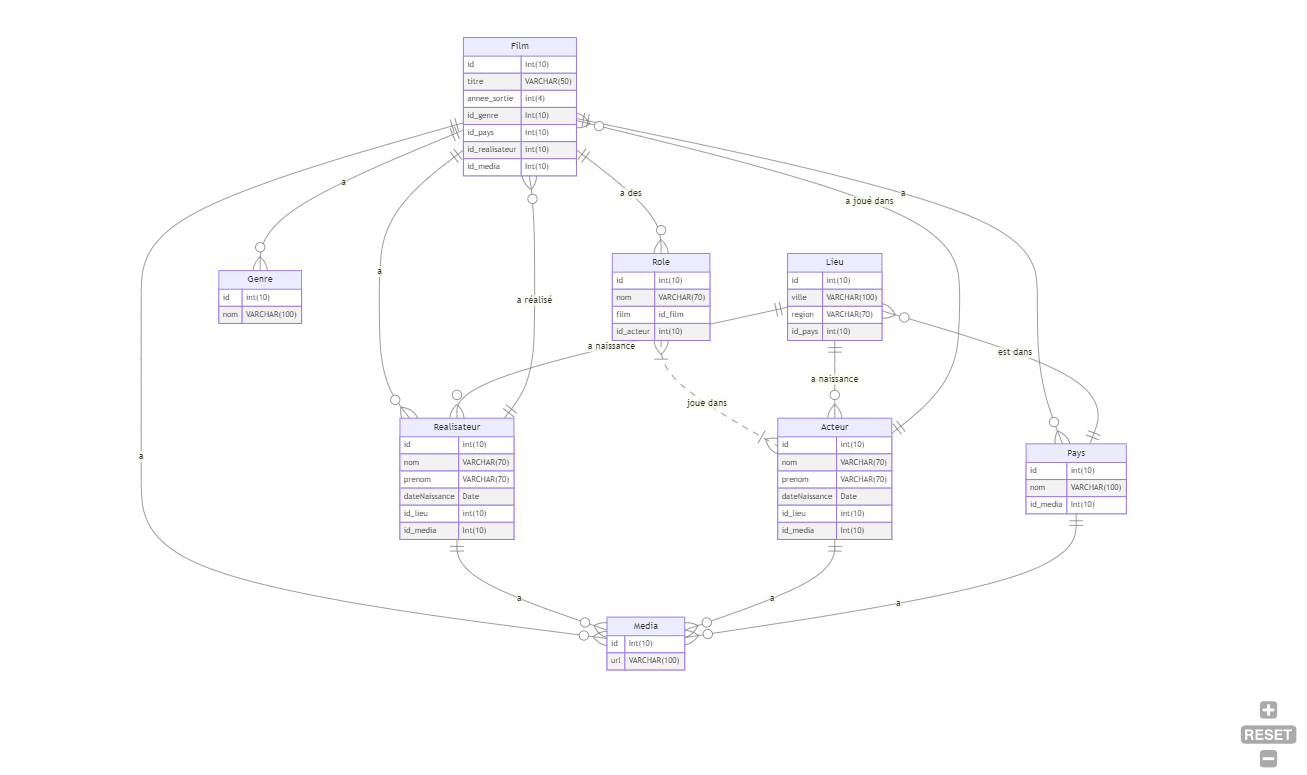 Film
id int(10)
titre VARCHAR(50)
annee_sortie int(4)
id_genre Int(10)
id_pays int(10)
id_realisateur int(10)
id_media Int(10)
a
a des
a
a joué dans
a
a réalisé
Genre
id int(10)
nom VARCHAR(100)
Role
id int(10)
nom VARCHAR(70)
film id_film
id_acteur int(10)
Lieu
id int(10)
ville VARCHAR(100)
region VARCHAR(70)
id_pays int(10)
a naissance
est dans
a naissance
joue dans
Realisateur
id int(10)
nom VARCHAR(70)
prenom VARCHAR(70)
dateNaissance Date
id_lieu int(10)
id_media Int(10)
Acteur
id int(10)
nom VARCHAR(70)
prenom VARCHAR(70)
dateNaissance Date
id_lieu int(10)
id_media Int(10)
Pays
id int(10)
nom VARCHAR(100)
id_media Int(10)
a
a
a
a
Media
id Int(10)
url VARCHAR(100)
RESET